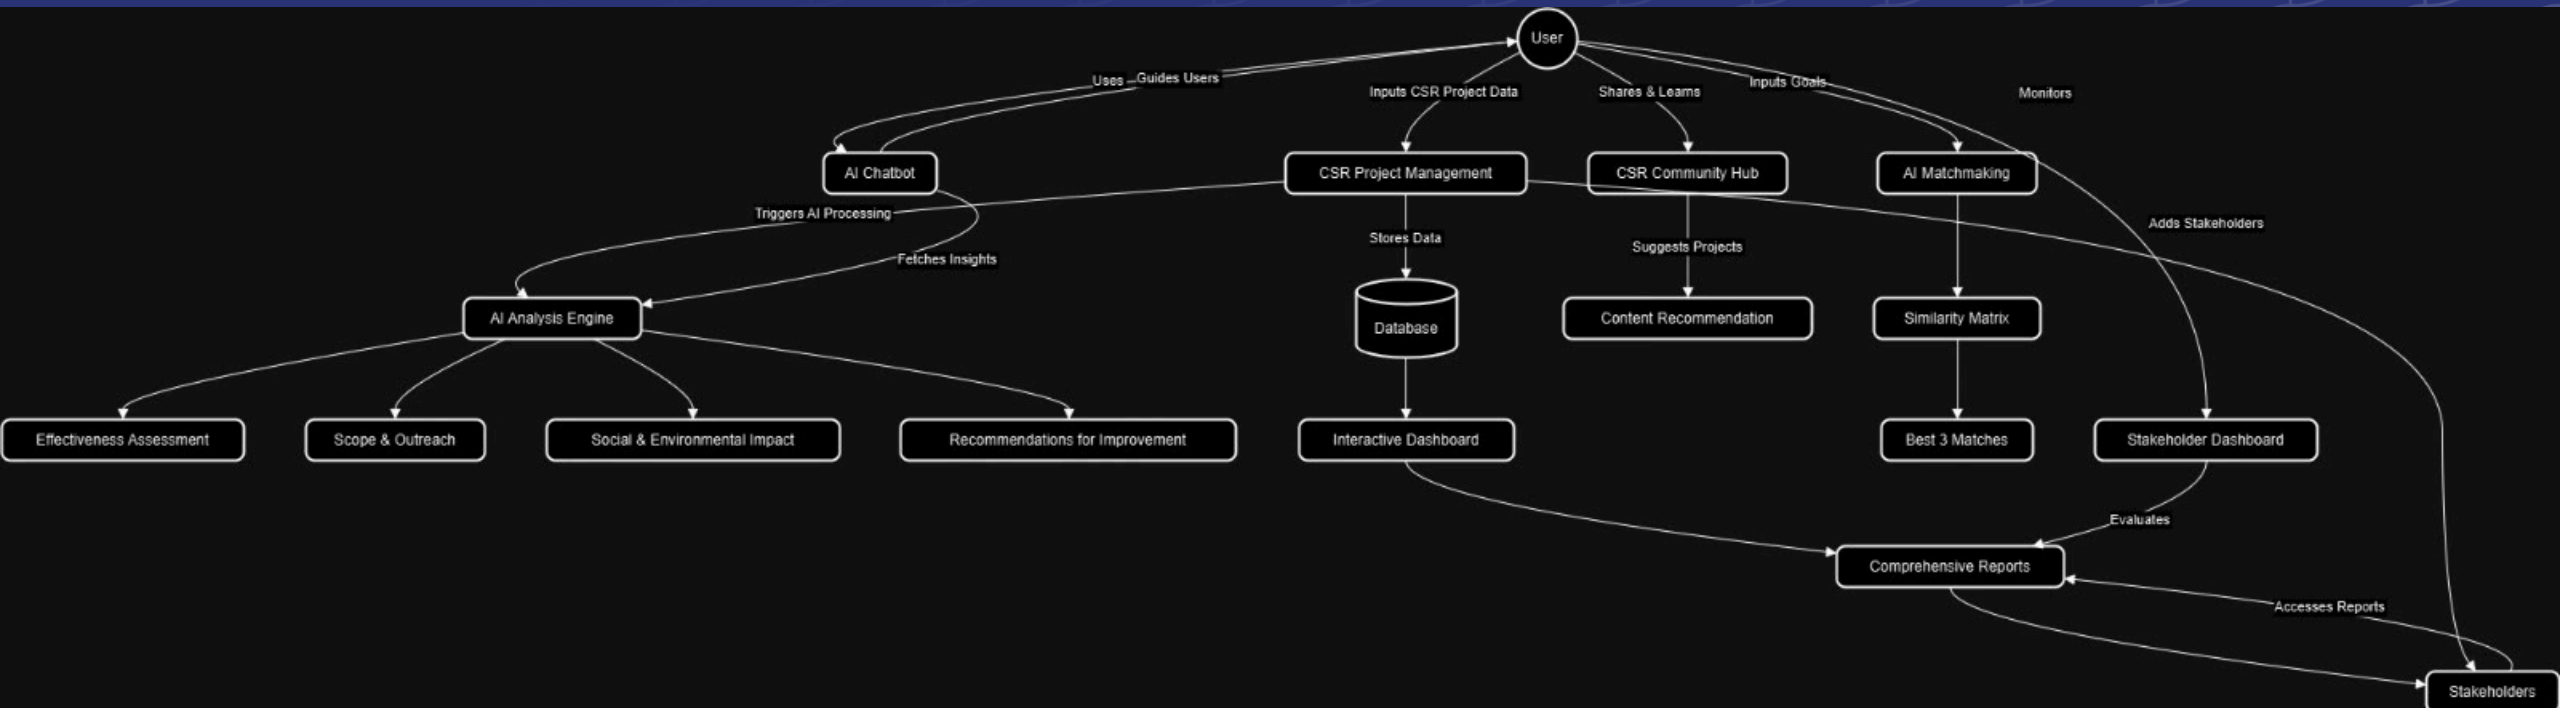 User
Uses
Guides Users
Inputs CSR Project Data
Shares & Learns
Inputs Goals
Monitors
AI Chatbot
CSR Project Management
CSR Community Hub
AI Matchmaking
Triggers AI Processing
Adds Stakeholders
Stores Data
Suggests Projects
Fetches Insights
AI Analysis Engine
Database
Content Recommendation
Similarity Matrix
Effectiveness Assessment
Scope & Outreach
Social & Environmental Impact
Recommendations for Improvement
Interactive Dashboard
Best 3 Matches
Stakeholder Dashboard
Evaluates
Comprehensive Reports
Accesses Reports
Stakeholders